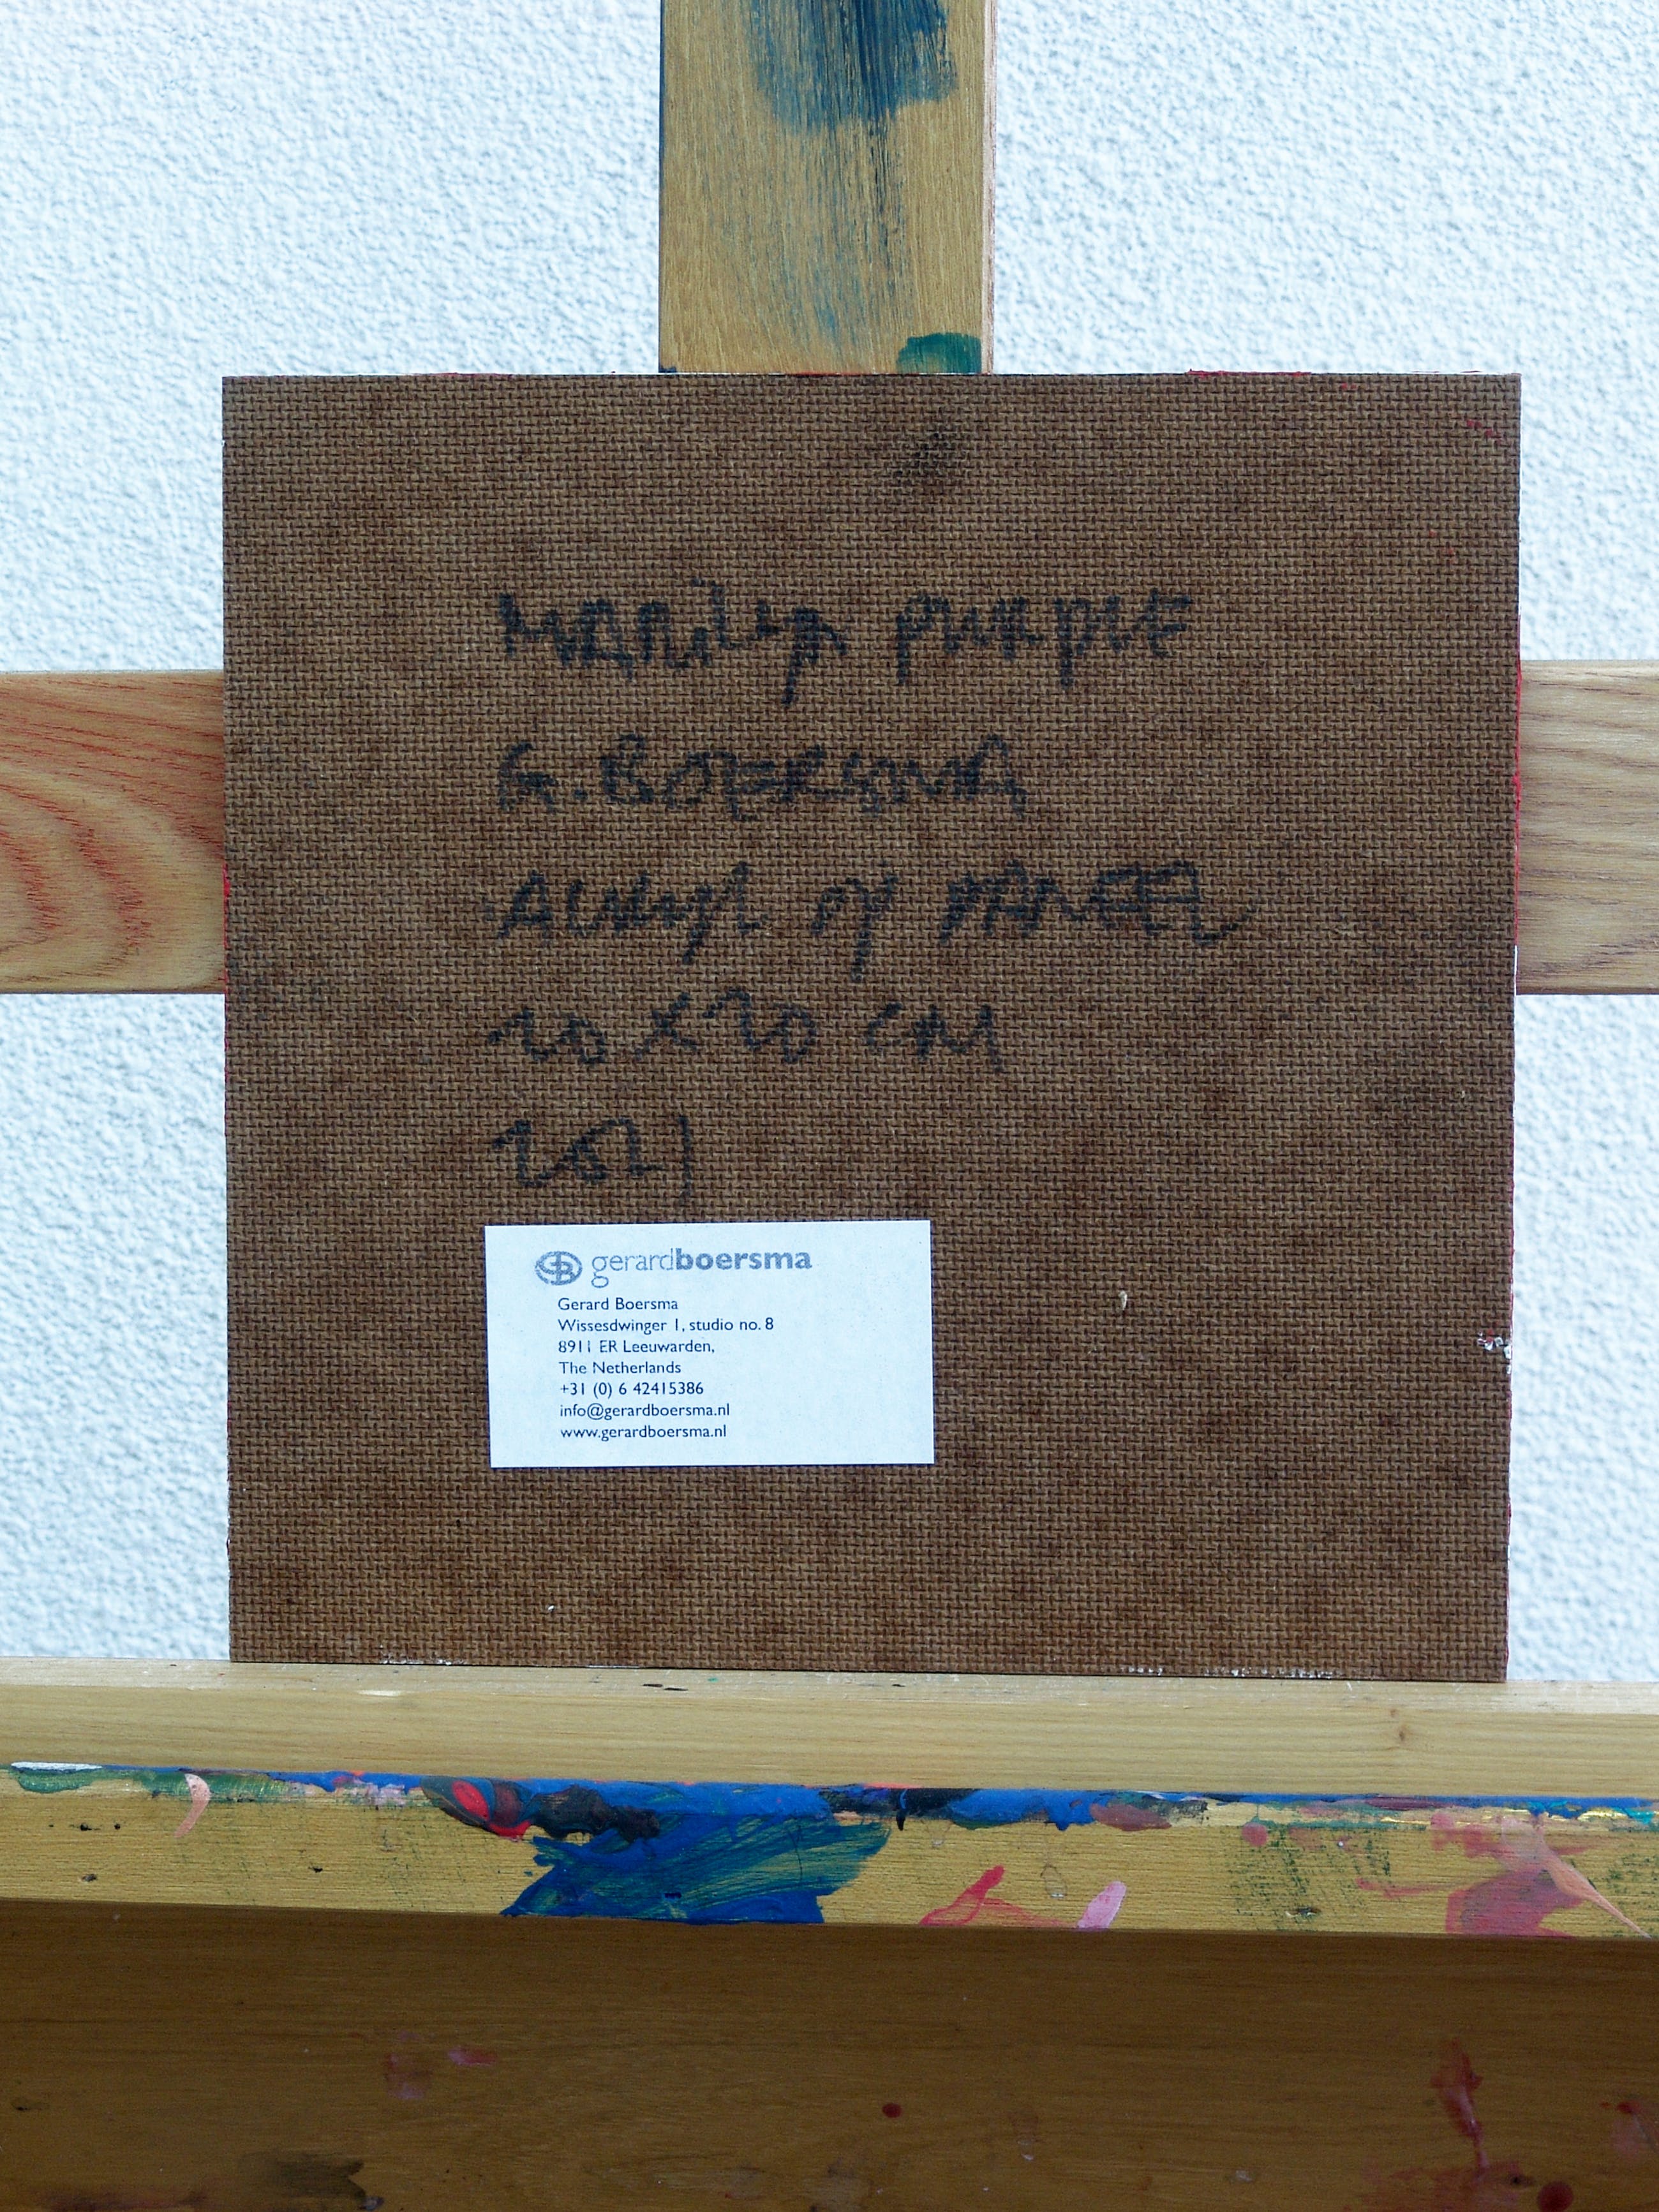 Marilyn purple
G. BOERSMA
Acryl op paneel
20 x 20 cm
2021
gerardboersma
Gerard Boersma
Wissesdwinger 1, studio no. 8
8911 ER Leeuwarden,
The Netherlands
+31 (0) 6 42415386
info@gerardboersma.nl
www.gerardboersma.nl